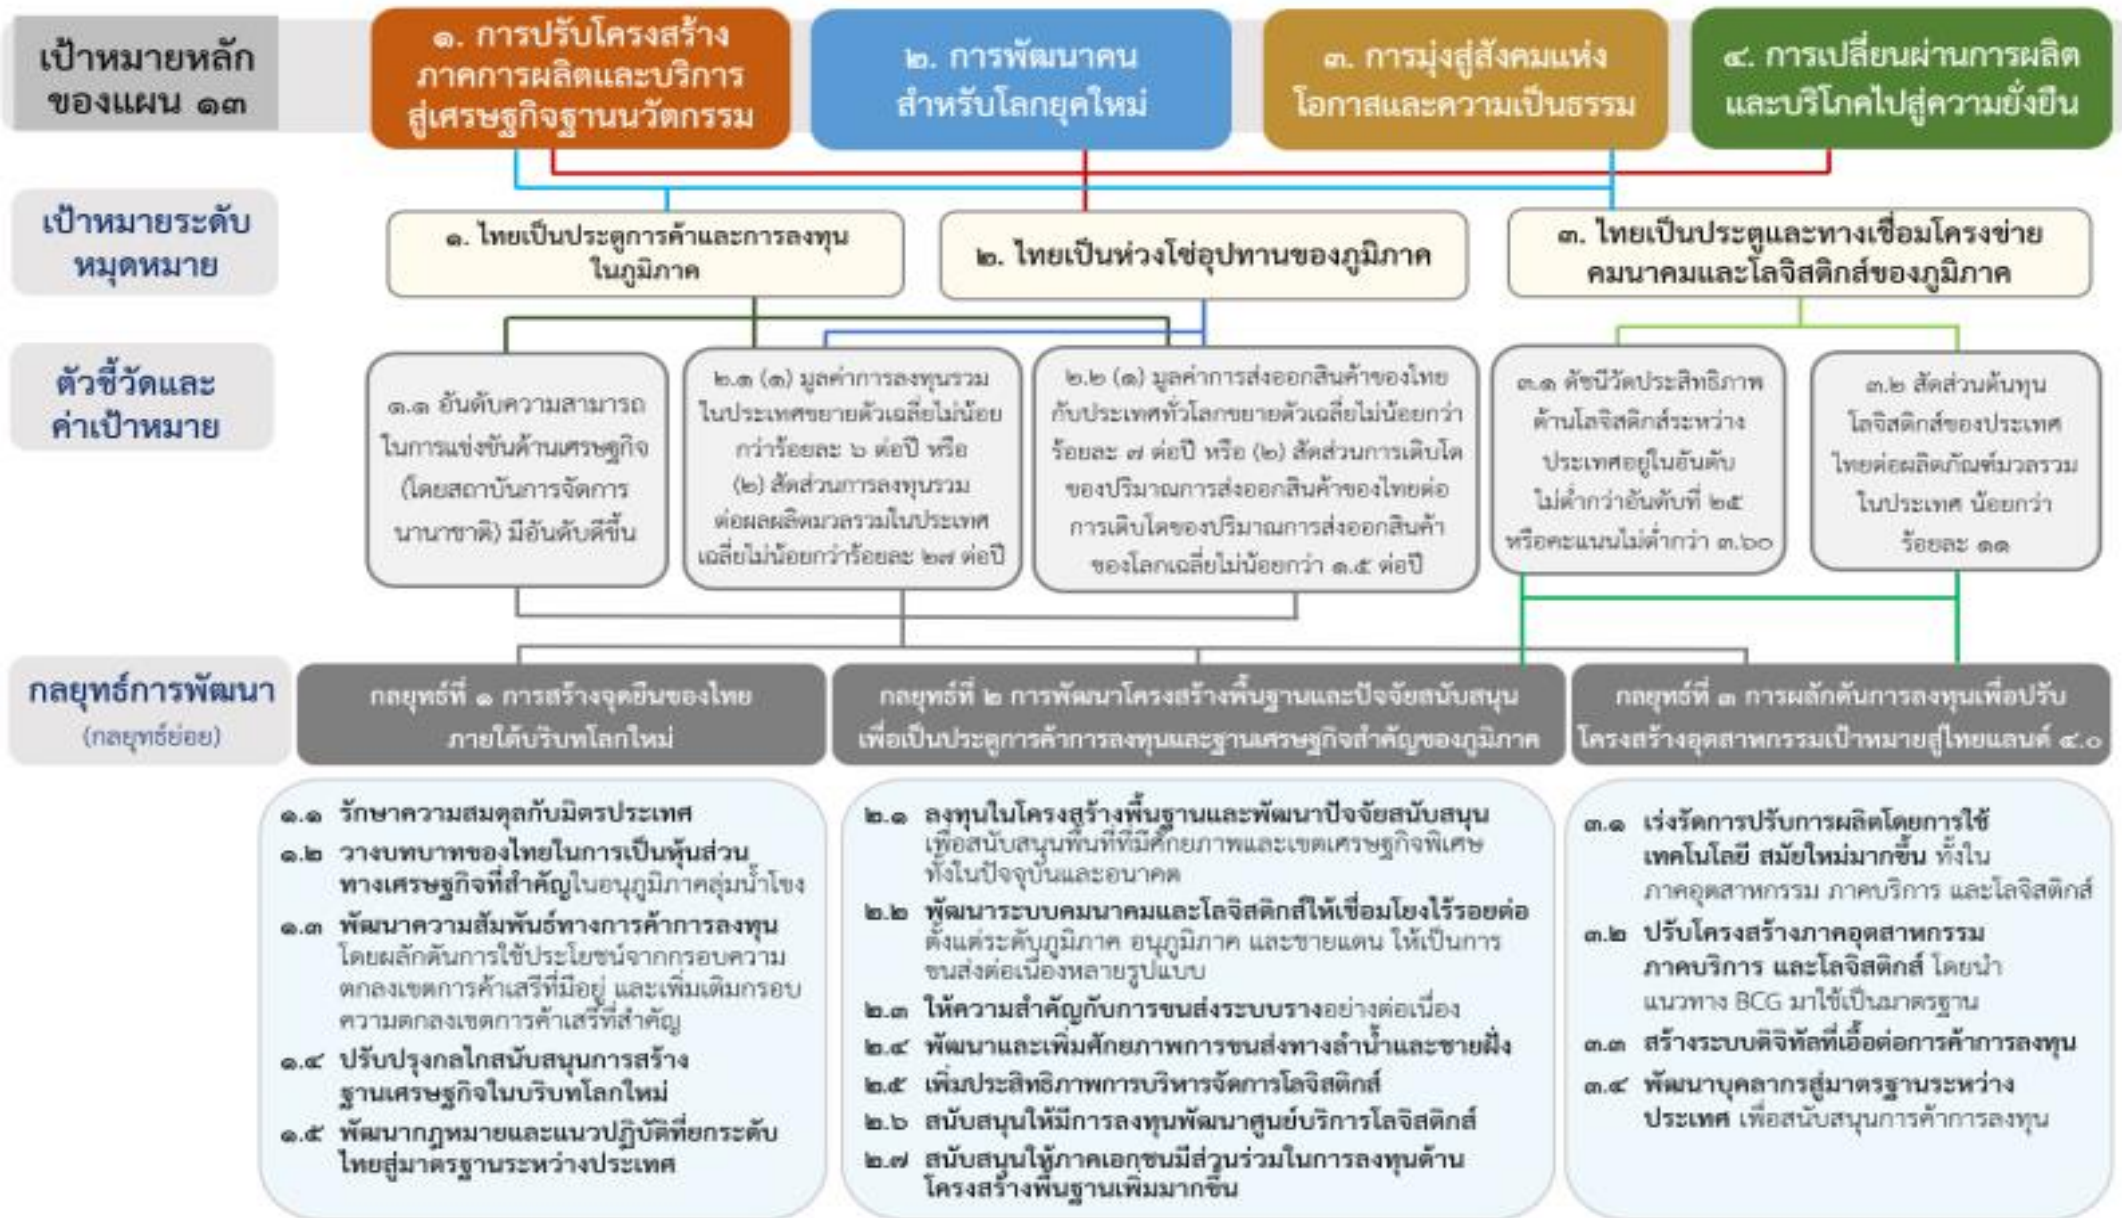 เป้าหมายหลัก
ของแผน ๑๓
๑. การปรับโครงสร้าง
ภาคการผลิตและบริการ
สู่เศรษฐกิจฐานนวัตกรรม
๒. การพัฒนาคน
สำหรับโลกยุคใหม่
๓. การมุ่งสู่สังคมแห่ง
โอกาสและความเป็นธรรม
๔. การเปลี่ยนผ่านการผลิต
และบริโภคไปสู่ความยั่งยืน
เป้าหมายระดับ
หมุดหมาย
๑. ไทยเป็นประตูการค้าและการลงทุน
ในภูมิภาค
๒. ไทยเป็นห่วงโซ่อุปทานของภูมิภาค
๓. ไทยเป็นประตูและทางเชื่อมโครงข่าย
คมนาคมและโลจิสติกส์ของภูมิภาค
ตัวชี้วัดและ
ค่าเป้าหมาย
๑.๑ อันดับความสามารถ
ในการแข่งขันด้านเศรษฐกิจ
(โดยสถาบันการจัดการ
นานาชาติ) มีอันดับดีขึ้น
๒.๑ (๑) มูลค่าการลงทุนรวม
ในประเทศขยายตัวเฉลี่ยไม่น้อย
กว่าร้อยละ ๖ ต่อปี หรือ
(๒) สัดส่วนการลงทุนรวม
ต่อผลผลิตมวลรวมในประเทศ
เฉลี่ยไม่น้อยกว่าร้อยละ ๒๗ ต่อปี
๒.๒ (๑) มูลค่าการส่งออกสินค้าของไทย
กับประเทศทั่วโลกขยายตัวเฉลี่ยไม่น้อยกว่า
ร้อยละ ๗ ต่อปี หรือ (๒) สัดส่วนการเติบโต
ของปริมาณการส่งออกสินค้าของไทยต่อ
การเติบโตของปริมาณการส่งออกสินค้า
ของโลกเฉลี่ยไม่น้อยกว่า ๑.๕ ต่อปี
๓.๑ ดัชนีวัดประสิทธิภาพ
ด้านโลจิสติกส์ระหว่าง
ประเทศอยู่ในอันดับ
ไม่ต่ำกว่าอันดับที่ ๒๕
หรือคะแนนไม่ต่ำกว่า ๓.๖๐
๓.๒ สัดส่วนต้นทุน
โลจิสติกส์ของประเทศ
ไทยต่อผลิตภัณฑ์มวลรวม
ในประเทศ น้อยกว่า
ร้อยละ ๑๑
กลยุทธ์การพัฒนา
(กลยุทธ์ย่อย)
กลยุทธ์ที่ ๑ การสร้างจุดยืนของไทย
ภายใต้บริบทโลกใหม่
กลยุทธ์ที่ ๒ การพัฒนาโครงสร้างพื้นฐานและปัจจัยสนับสนุน
เพื่อเป็นประตูการค้าการลงทุนและฐานเศรษฐกิจสำคัญของภูมิภาค
กลยุทธ์ที่ ๓ การผลักดันการลงทุนเพื่อปรับ
โครงสร้างอุตสาหกรรมเป้าหมายสู่ไทยแลนด์ ๔.๐
๑.๑ รักษาความสมดุลกับมิตรประเทศ
๑.๒ วางบทบาทของไทยในการเป็นหุ้นส่วน
ทางเศรษฐกิจที่สำคัญในอนุภูมิภาคลุ่มน้ำโขง
๑.๓ พัฒนาความสัมพันธ์ทางการค้าการลงทุน
โดยผลักดันการใช้ประโยชน์จากกรอบความ
ตกลงเขตการค้าเสรีที่มีอยู่ และเพิ่มเติมกรอบ
ความตกลงเขตการค้าเสรีที่สำคัญ
๑.๔ ปรับปรุงกลไกสนับสนุนการสร้าง
ฐานเศรษฐกิจในบริบทโลกใหม่
๑.๕ พัฒนากฎหมายและแนวปฏิบัติที่ยกระดับ
ไทยสู่มาตรฐานระหว่างประเทศ
๒.๑ ลงทุนในโครงสร้างพื้นฐานและพัฒนาปัจจัยสนับสนุน
เพื่อสนับสนุนพื้นที่ที่มีศักยภาพและเขตเศรษฐกิจพิเศษ
ทั้งในปัจจุบันและอนาคต
๒.๒ พัฒนาระบบคมนาคมและโลจิสติกส์ให้เชื่อมโยงไร้รอยต่อ
ตั้งแต่ระดับภูมิภาค อนุภูมิภาค และชายแดน ให้เป็นการ
ขนส่งต่อเนื่องหลายรูปแบบ
๒.๓ ให้ความสำคัญกับการขนส่งระบบรางอย่างต่อเนื่อง
๒.๔ พัฒนาและเพิ่มศักยภาพการขนส่งทางลำน้ำและชายฝั่ง
๒.๕ เพิ่มประสิทธิภาพการบริหารจัดการโลจิสติกส์
๒.๖ สนับสนุนให้มีการลงทุนพัฒนาศูนย์บริการโลจิสติกส์
๒.๗ สนับสนุนให้ภาคเอกชนมีส่วนร่วมในการลงทุนด้าน
โครงสร้างพื้นฐานเพิ่มมากขึ้น
๓.๑ เร่งรัดการปรับการผลิตโดยการใช้
เทคโนโลยี สมัยใหม่มากขึ้น ทั้งใน
ภาคอุตสาหกรรม ภาคบริการ และโลจิสติกส์
๓.๒ ปรับโครงสร้างภาคอุตสาหกรรม
ภาคบริการ และโลจิสติกส์ โดยนำ
แนวทาง BCG มาใช้เป็นมาตรฐาน
๓.๓ สร้างระบบดิจิทัลที่เอื้อต่อการค้าการลงทุน
๓.๔ พัฒนาบุคลากรสู่มาตรฐานระหว่าง
ประเทศ เพื่อสนับสนุนการค้าการลงทุน